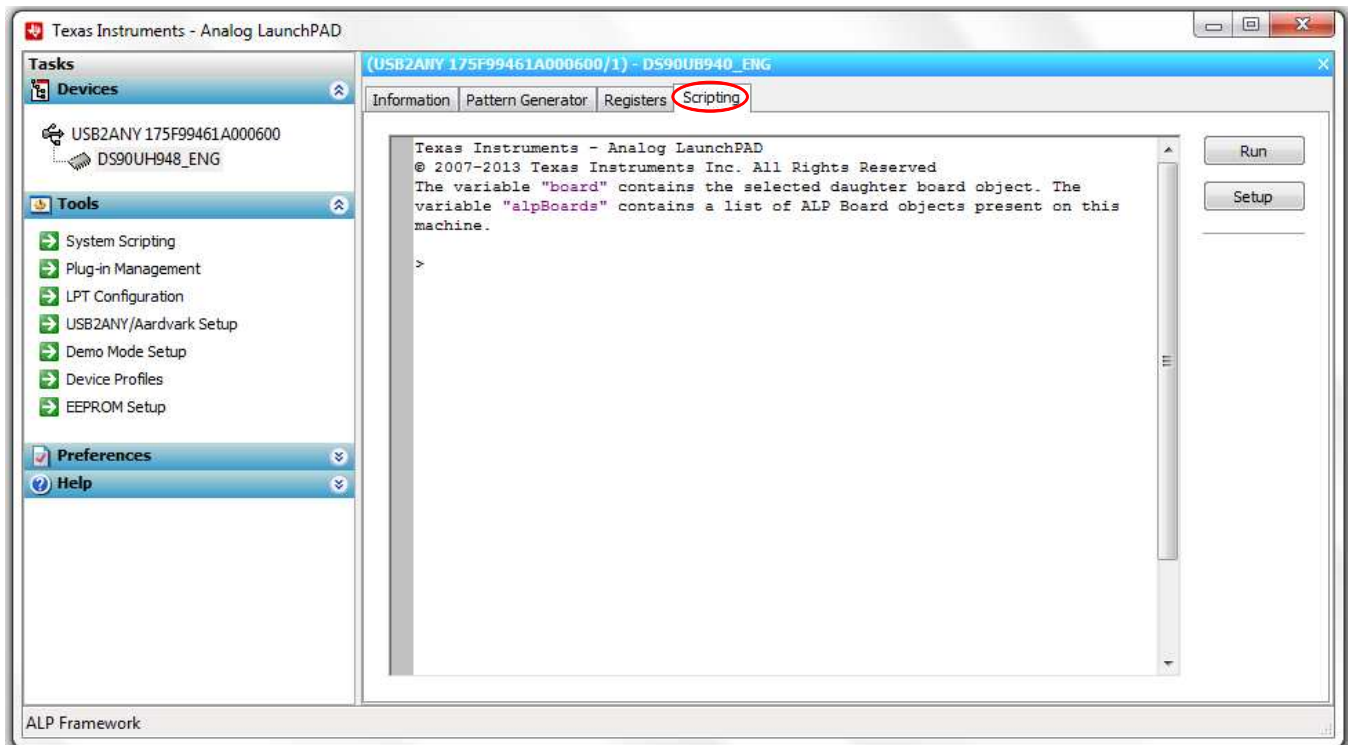 Texas Instruments - Analog LaunchPAD
Tasks
Devices
USB2ANY 175F99461A000600
DS90UH948_ENG
Tools
System Scripting
Plug-in Management
LPT Configuration
USB2ANY/Aardvark Setup
Demo Mode Setup
Device Profiles
EEPROM Setup
Preferences
Help
(USB2ANY 175F99461A000600/1) - DS90UB940_ENG
Information Pattern Generator Registers Scripting
Texas Instruments - Analog LaunchPAD
© 2007-2013 Texas Instruments Inc. All Rights Reserved
The variable "board" contains the selected daughter board object. The
variable "alpBoards" contains a list of ALP Board objects present on this
machine.
>
Run
Setup
ALP Framework